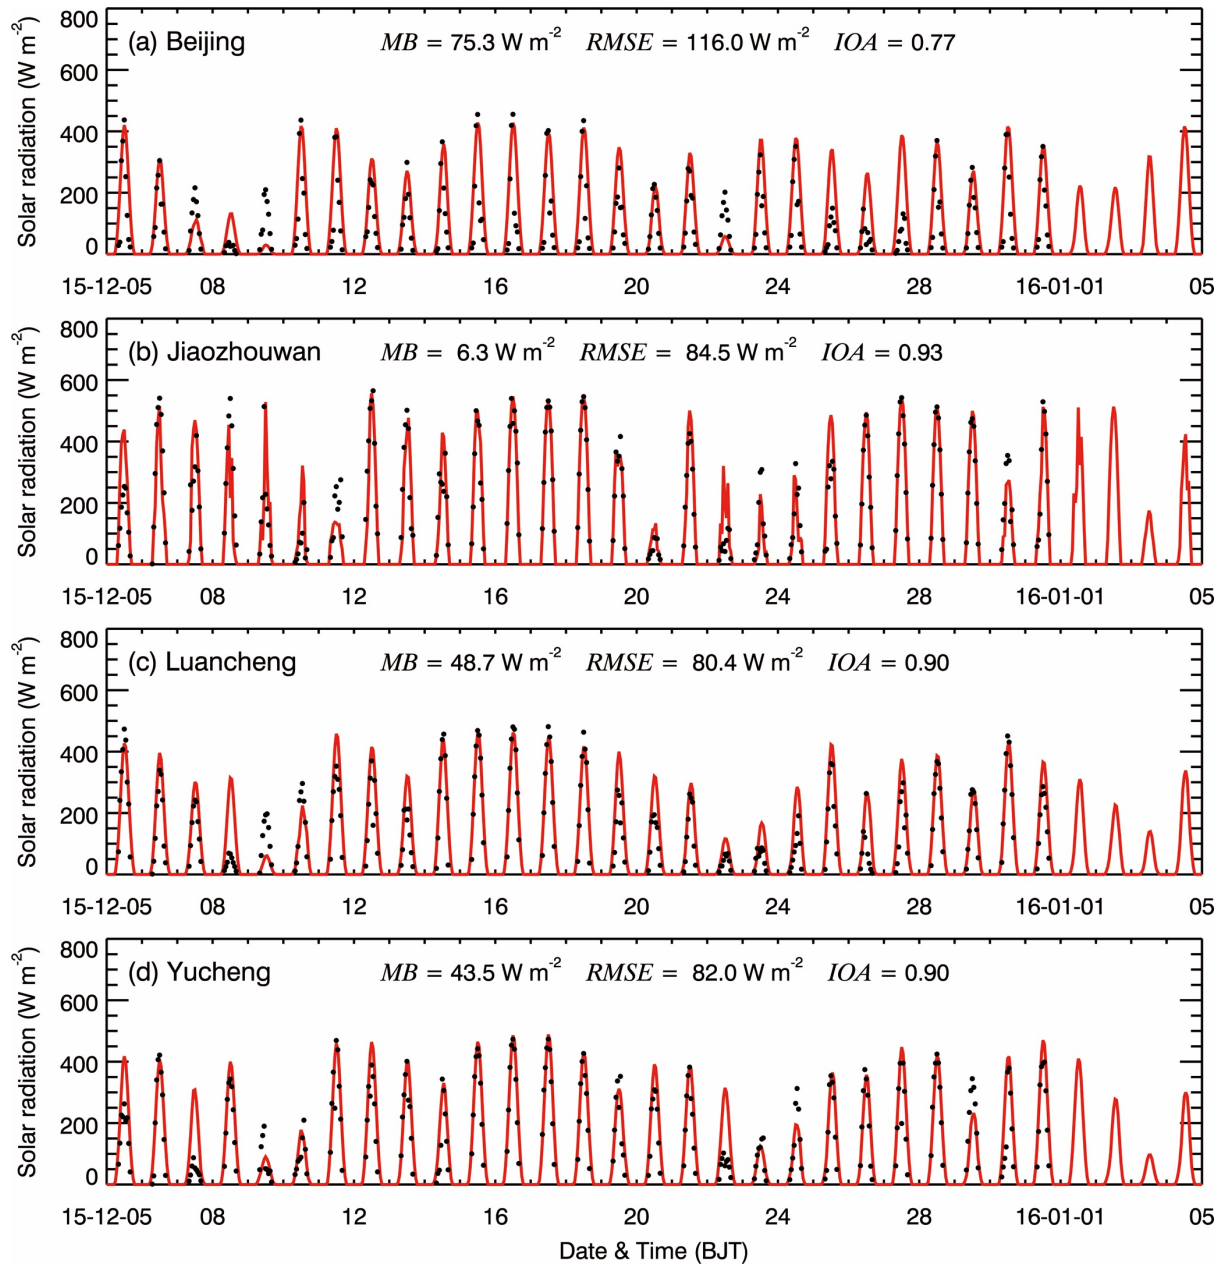 (a) Beijing MB = 75.3 W m-2 RMSE = 116.0 W m-2 IOA = 0.77
Solar radiation (W m-2)
800
600
400
200
0
15-12-05 08 12 16 20 24 28 16-01-01 05
(b) Jiaozhouwan MB = 6.3 W m-2 RMSE = 84.5 W m-2 IOA = 0.93
Solar radiation (W m-2)
800
600
400
200
0
15-12-05 08 12 16 20 24 28 16-01-01 05
(c) Luancheng MB = 48.7 W m-2 RMSE = 80.4 W m-2 IOA = 0.90
Solar radiation (W m-2)
800
600
400
200
0
15-12-05 08 12 16 20 24 28 16-01-01 05
(d) Yucheng MB = 43.5 W m-2 RMSE = 82.0 W m-2 IOA = 0.90
Solar radiation (W m-2)
800
600
400
200
0
15-12-05 08 12 16 20 24 28 16-01-01 05
Date & Time (BJT)